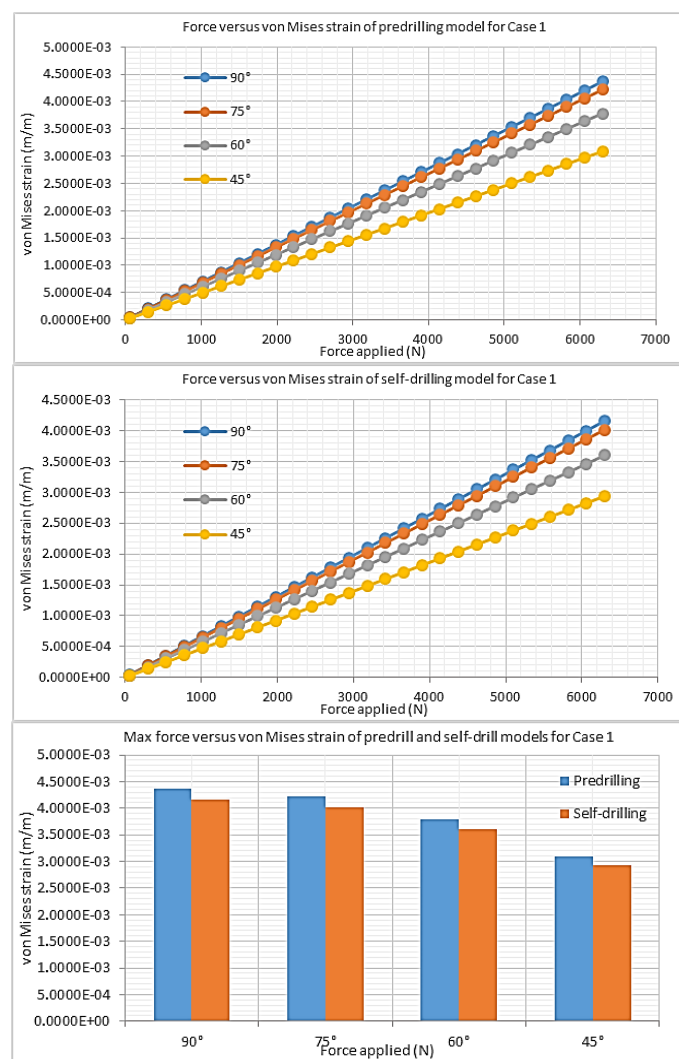 Force versus von Mises strain of predrilling model for Case 1
5.0000E-03
4.5000E-03
4.0000E-03
3.5000E-03
3.0000E-03
2.5000E-03
2.0000E-03
1.5000E-03
1.0000E-03
5.0000E-04
0.0000E+00
von Mises strain (m/m)
90°
75°
60°
45°
0 1000 2000 3000 4000 5000 6000 7000
Force applied (N)
Force versus von Mises strain of self-drilling model for Case 1
4.5000E-03
4.0000E-03
3.5000E-03
3.0000E-03
2.5000E-03
2.0000E-03
1.5000E-03
1.0000E-03
5.0000E-04
0.0000E+00
von Mises strain (m/m)
90°
75°
60°
45°
0 1000 2000 3000 4000 5000 6000 7000
Force applied (N)
Max force versus von Mises strain of predrill and self-drill models for Case 1
5.0000E-03
4.5000E-03
4.0000E-03
3.5000E-03
3.0000E-03
2.5000E-03
2.0000E-03
1.5000E-03
1.0000E-03
5.0000E-04
0.0000E+00
von Mises strain (m/m)
Predrilling
Self-drilling
90° 75° 60° 45°
Force applied (N)